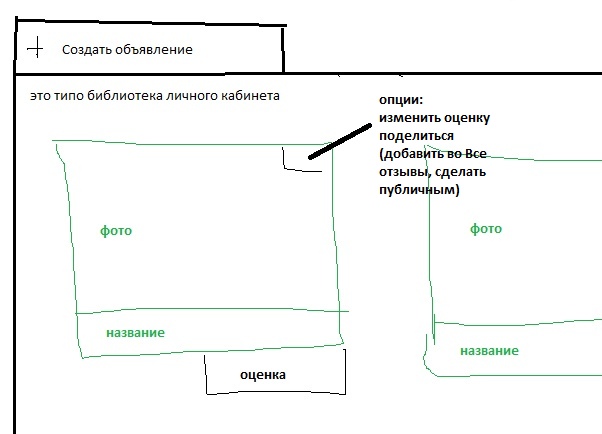 Создать объявление
это типо библиотека личного кабинета
опции:
изменить оценку
поделиться
(добавить во Все
отзывы, сделать
публичным)
фото
фото
название
название
оценка